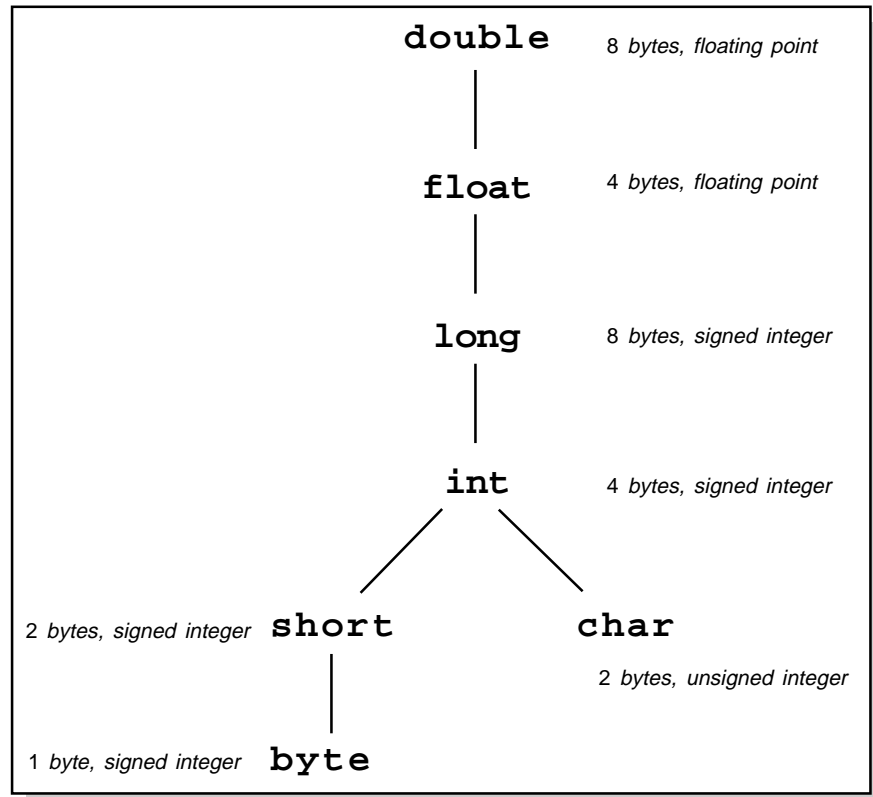 double 8 bytes, floating point
float 4 bytes, floating point
long 8 bytes, signed integer
int 4 bytes, signed integer
2 bytes, signed integer short char
2 bytes, unsigned integer
1 byte, signed integer byte